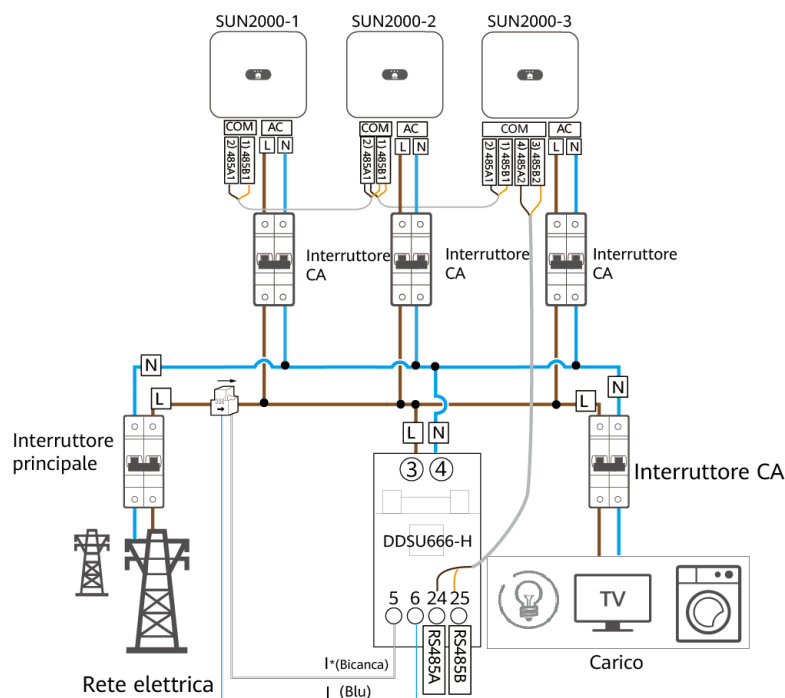 SUN2000-1
SUN2000-2
SUN2000-3
COM
AC
COM
AC
COM
AC
2) 485A1
1) 485B1
L
N
2) 485A1
1) 485B1
L
N
2) 485A1
1) 485B1
4) 485A2
3) 485B2
L
N
Interruttore
CA
Interruttore
CA
Interruttore
CA
N
L
L
N
Interruttore
principale
L
N
3
4
Interruttore CA
DDSU666-H
5
6
24
25
RS485A
RS485B
TV
I*(Bicanca)
I (Blu)
Rete elettrica
Carico